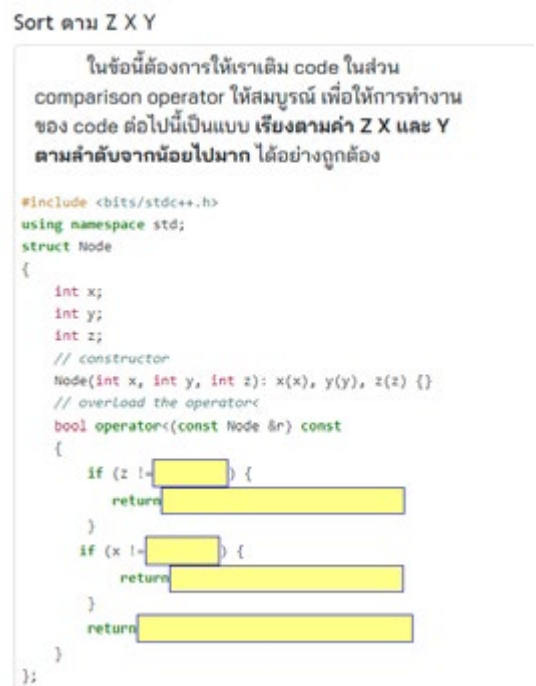 Sort ตาม Z X Y
ในข้อนี้ต้องการให้เราเติม code ในส่วน
comparison operator ให้สมบูรณ์ เพื่อให้การทำงาน
ของ code ต่อไปนี้เป็นแบบ เรียงตามค่า Z X และ Y
ตามลำดับจากน้อยไปมาก ได้อย่างถูกต้อง
#include <bits/stdc++.h>
using namespace std;
struct Node
{
int x;
int y;
int z;
// constructor
Node(int x, int y, int z): x(x), y(y), z(z) {}
// overload the operator<
bool operator<(const Node &r) const
{
if (z != ) {
return
}
if (x != ) {
return
}
return
}
};